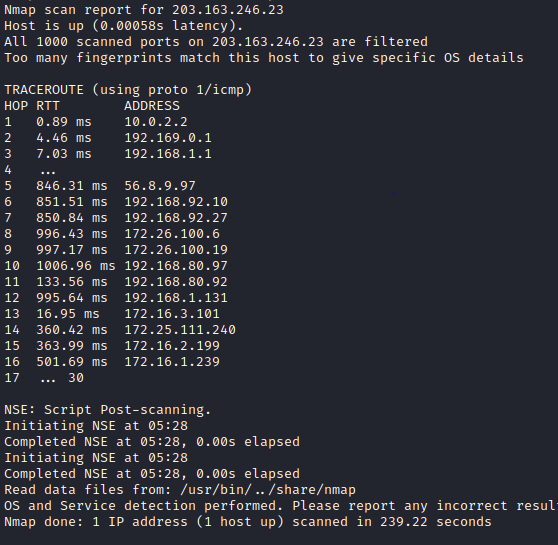 Nmap scan report for 203.163.246.23
Host is up (0.00058s latency).
All 1000 scanned ports on 203.163.246.23 are filtered
Too many fingerprints match this host to give specific OS details
TRACEROUTE (using proto 1/icmp)
HOP RTT ADDRESS
1 0.89 ms 10.0.2.2
2 4.46 ms 192.169.0.1
3 7.03 ms 192.168.1.1
4 ...
5 846.31 ms 56.8.9.97
6 851.51 ms 192.168.92.10
7 850.84 ms 192.168.92.27
8 996.43 ms 172.26.100.6
9 997.17 ms 172.26.100.19
10 1006.96 ms 192.168.80.97
11 133.56 ms 192.168.80.92
12 995.64 ms 192.168.1.131
13 16.95 ms 172.16.3.101
14 360.42 ms 172.25.111.240
15 363.99 ms 172.16.2.199
16 501.69 ms 172.16.1.239
17 ... 30
NSE: Script Post-scanning.
Initiating NSE at 05:28
Completed NSE at 05:28, 0.00s elapsed
Initiating NSE at 05:28
Completed NSE at 05:28, 0.00s elapsed
Read data files from: /usr/bin/../share/nmap
OS and Service detection performed. Please report any incorrect resul
Nmap done: 1 IP address (1 host up) scanned in 239.22 seconds